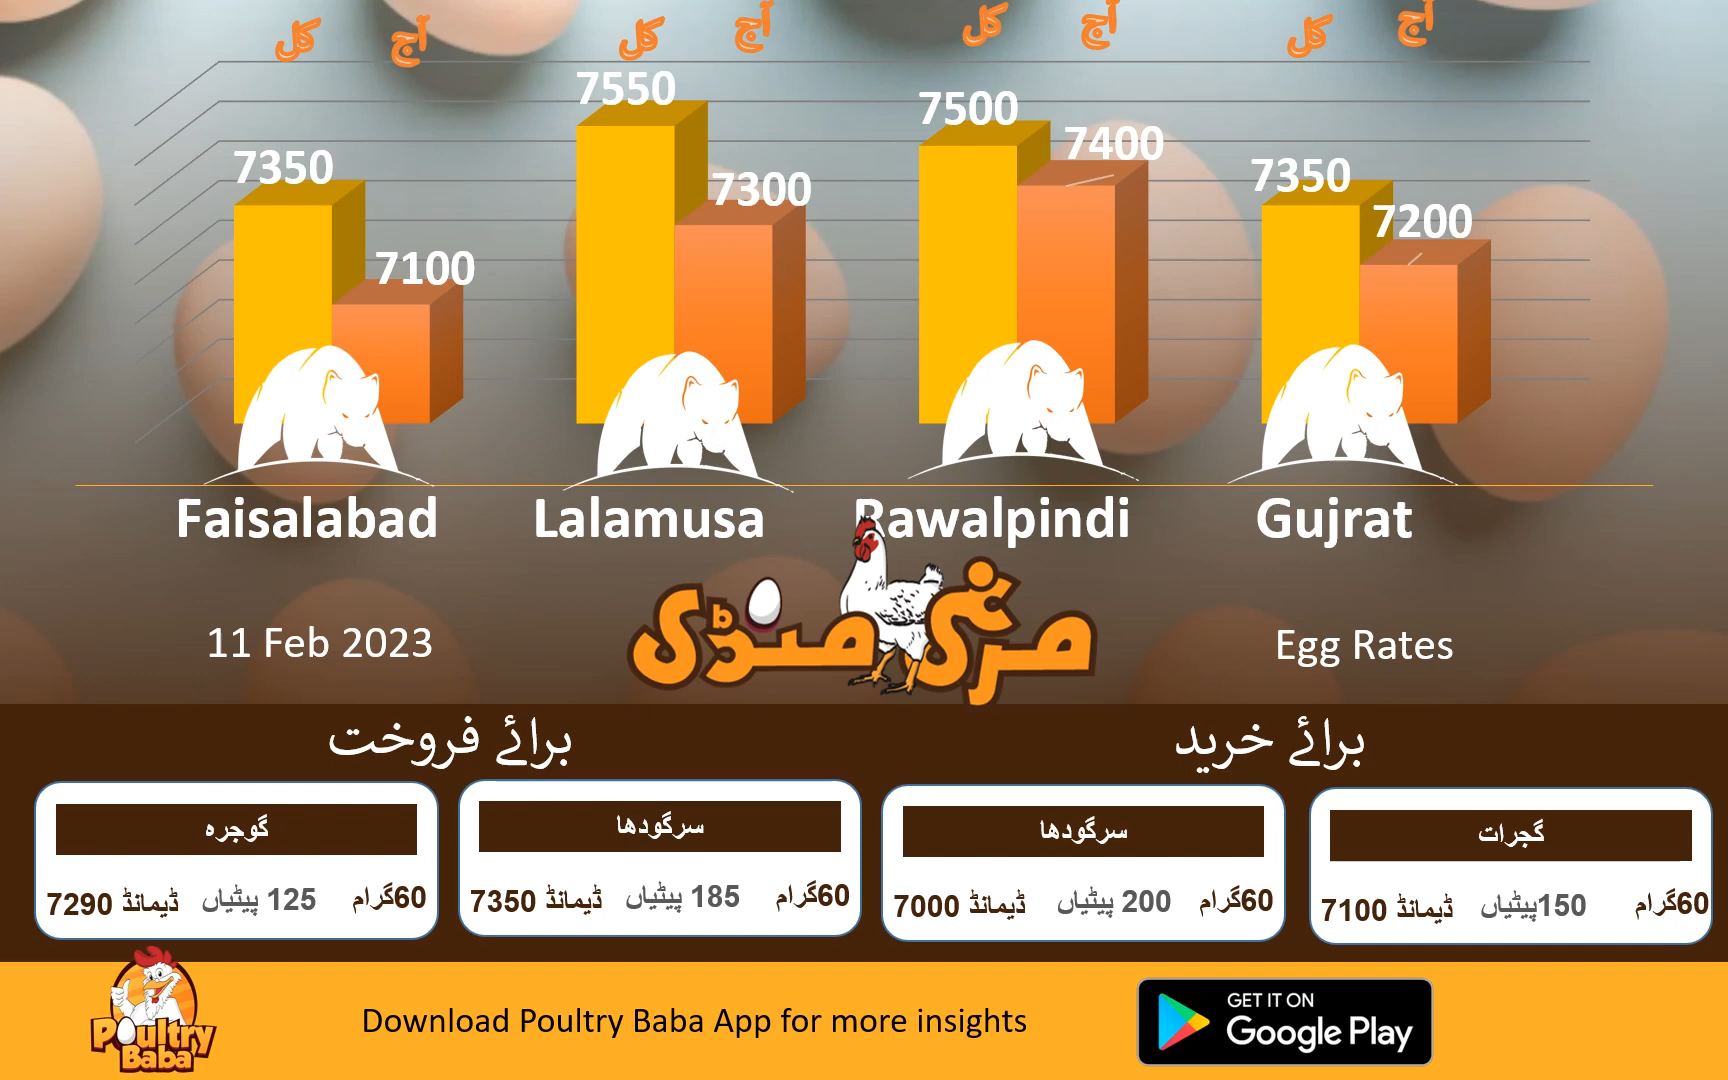 کل آج کل آج کل آج کل آج
7350 7100 7550 7300 7500 7400 7350 7200
Faisalabad Lalamusa Rawalpindi Gujrat
11 Feb 2023
مرغی منڈی
Egg Rates
برائے خرید
برائے فروخت
گجرات
60گرام 150پیٹیاں ڈیمانڈ 7100
سرگودھا
60گرام 200 پیٹیاں ڈیمانڈ 7000
سرگودھا
60گرام 185 پیٹیاں ڈیمانڈ 7350
گوجرہ
60گرام 125 پیٹیاں ڈیمانڈ 7290
Poultry
Baba
Download Poultry Baba App for more insights
GET IT ON
Google Play